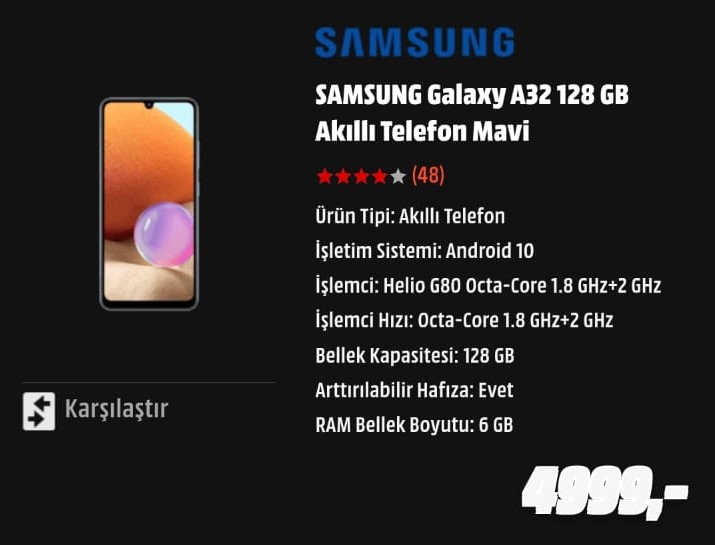 SAMSUNG
SAMSUNG Galaxy A32 128 GB
Akıllı Telefon Mavi
(48)
Ürün Tipi: Akıllı Telefon
İşletim Sistemi: Android 10
İşlemci: Helio G80 Octa-Core 1.8 GHz+2 GHz
İşlemci Hızı: Octa-Core 1.8 GHz+2 GHz
Bellek Kapasitesi: 128 GB
Arttırılabilir Hafıza: Evet
RAM Bellek Boyutu: 6 GB
Karşılaştır
4999,-